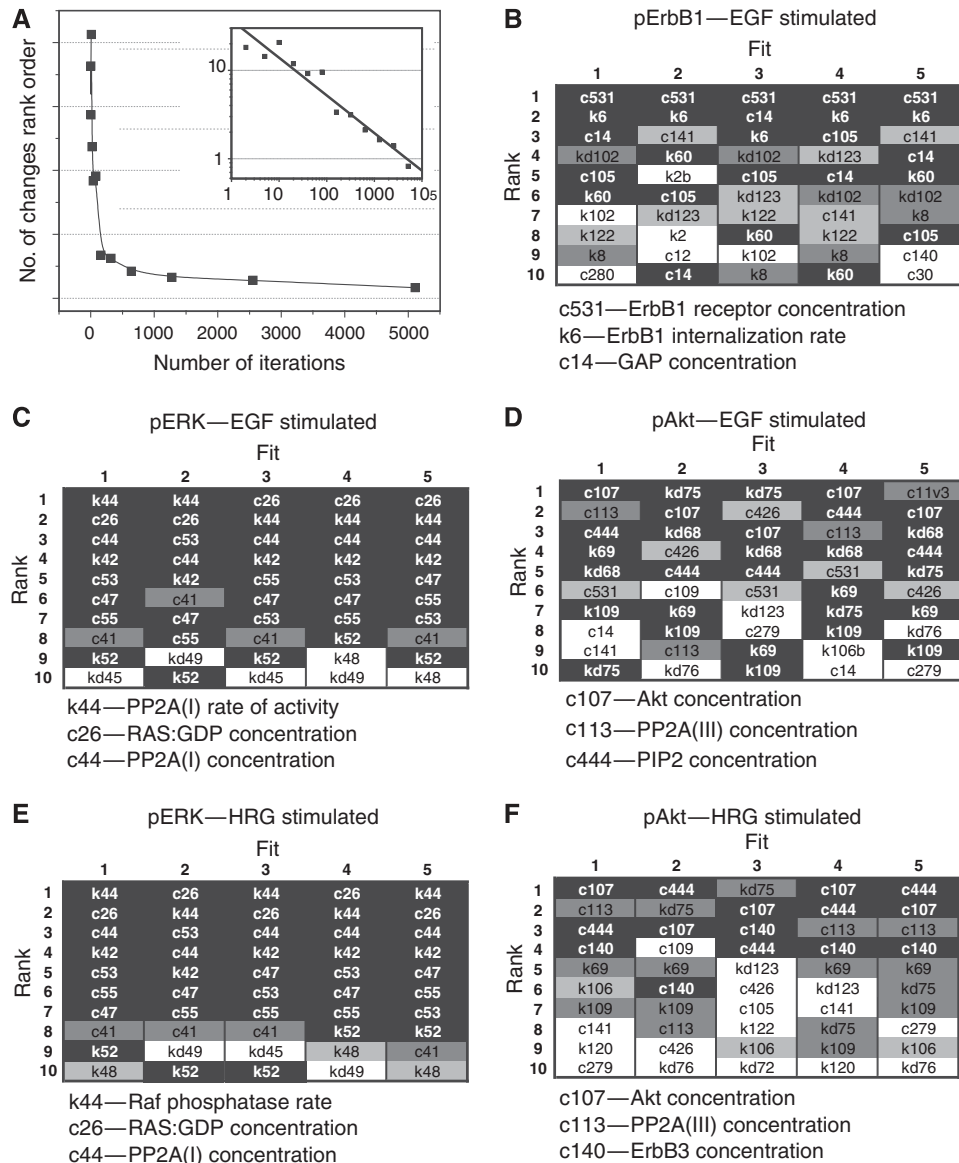 A
No. of changes rank order
10
1
1 10 100 1000 10⁵
0 1000 2000 3000 4000 5000
Number of iterations
B
pErbB1—EGF stimulated
Fit
1 2 3 4 5
Rank
1 c531 c531 c531 c531 c531
2 k6 k6 c14 k6 k6
3 c14 c141 k6 c105 c141
4 kd102 k60 kd102 kd123 c14
5 c105 k2b c105 c14 k60
6 k60 c105 kd123 kd102 kd102
7 k102 kd123 k122 c141 k8
8 k122 k2 k60 k122 c105
9 k8 c12 k102 k8 c140
10 c280 c14 k8 k60 c30
c531—ErbB1 receptor concentration
k6—ErbB1 internalization rate
c14—GAP concentration
C
pERK—EGF stimulated
Fit
1 2 3 4 5
Rank
1 k44 k44 c26 c26 c26
2 c26 c26 k44 k44 k44
3 c44 c53 c44 c44 c44
4 k42 c44 k42 k42 k42
5 c53 k42 c55 c53 c47
6 c47 c41 c47 c47 c55
7 c55 c47 c53 c55 c53
8 c41 c55 c41 k52 c41
9 k52 kd49 k52 k48 k52
10 kd45 k52 kd45 kd49 k48
k44—PP2A(I) rate of activity
c26—RAS:GDP concentration
c44—PP2A(I) concentration
D
pAkt—EGF stimulated
Fit
1 2 3 4 5
Rank
1 c107 kd75 kd75 c107 c11v3
2 c113 c107 c426 c444 c107
3 c444 kd68 c107 c113 kd68
4 k69 c426 kd68 kd68 c444
5 kd68 c444 c444 c531 kd75
6 c531 c109 c531 k69 c426
7 k109 k69 kd123 kd75 k69
8 c14 k109 c279 k109 kd76
9 c141 c113 k69 k106b k109
10 kd75 kd76 k109 c14 c279
c107—Akt concentration
c113—PP2A(III) concentration
c444—PIP2 concentration
E
pERK—HRG stimulated
Fit
1 2 3 4 5
Rank
1 k44 c26 k44 c26 k44
2 c26 k44 c26 k44 c26
3 c44 c53 c44 c44 c44
4 k42 c44 k42 k42 k42
5 c53 k42 c47 c53 c47
6 c55 c47 c53 c47 c55
7 c47 c55 c55 c55 c53
8 c41 c41 c41 k52 k52
9 k52 kd49 kd45 k48 c41
10 k48 k52 k52 kd49 k48
k44—Raf phosphatase rate
c26—RAS:GDP concentration
c44—PP2A(I) concentration
F
pAkt—HRG stimulated
Fit
1 2 3 4 5
Rank
1 c107 c444 kd75 c107 c444
2 c113 kd75 c107 c444 c107
3 c444 c107 c140 c113 c113
4 c140 c109 c444 c140 c140
5 k69 k69 kd123 k69 k69
6 k106 c140 c426 kd123 kd75
7 k109 k109 c105 c141 k109
8 c141 c113 k122 kd75 c279
9 k120 c426 k106 k109 k106
10 c279 kd76 kd72 k120 kd76
c107—Akt concentration
c113—PP2A(III) concentration
c140—ErbB3 concentration